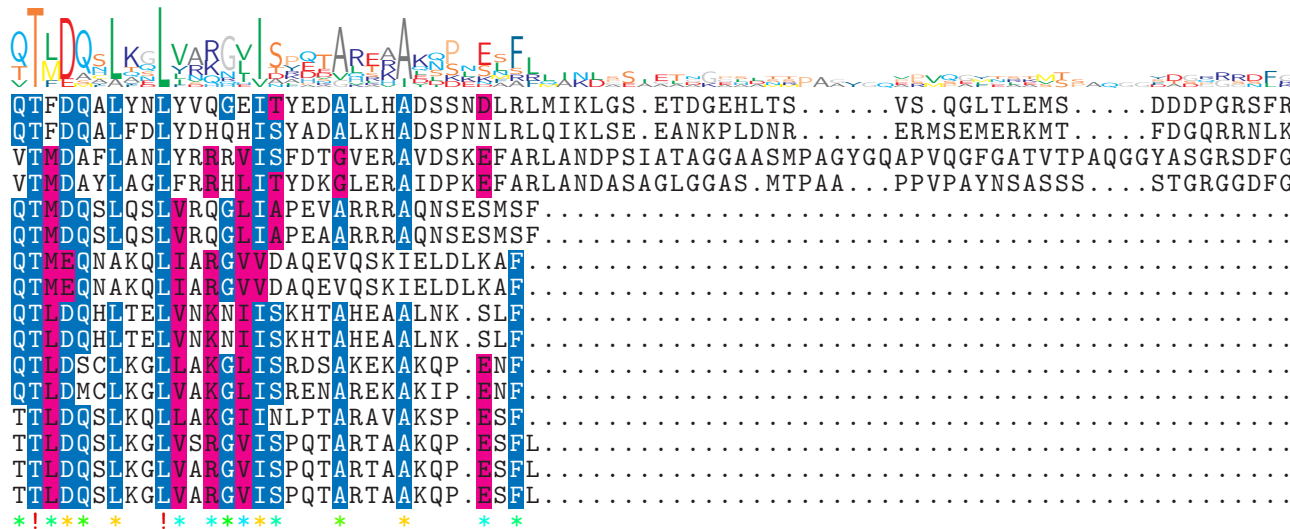 QTFDQALYNLYVQGEITYEDALLHADSSNDLRLMIKLGS.ETDGEHLTS......VS.QGLTLEMS.....DDDPGRSFR
QTFDQALFDLYDHQHISYADALKHADSPNNLRLQIKLSE.EANKPLDNR......ERMSEMERKMT.....FDGQRRNLK
VTMDAFLANLYRRRVISFDTGVERAVDSKEFARLANDPSIATAGGAASMPAGYGQAPVQGFGATVTPAQGGYASGRSDFG
VTMDAYLAGLFRRHLITYDKGLERAIDPKEFARLANDASAGLGGAS.MTPAA...PPVPAYNSASSS....STGRGGDFG
QTMDQSLQSLVRQGLIAPEVARRRAQNSESMSF...............................................
QTMDQSLQSLVRQGLIAPEAARRRAQNSESMSF...............................................
QTMEQNAKQLIARGVVDAQEVQSKIELDLKAF................................................
QTMEQNAKQLIARGVVDAQEVQSKIELDLKAF................................................
QTLDQHLTELVNKNIISKHTAHEAALNK.SLF................................................
QTLDQHLTELVNKNIISKHTAHEAALNK.SLF................................................
QTLDSCLKGLLAKGLISRDSAKEKAKQP.ENF................................................
QTLDMCLKGLVAKGLISRENAREKAKIP.ENF................................................
TTLDQSLKQLLAKGIINLPTARAVAKSP.ESF................................................
TTLDQSLKGLVSRGVISPQTARTAAKQP.ESFL...............................................
TTLDQSLKGLVARGVISPQTARTAAKQP.ESFL...............................................
TTLDQSLKGLVARGVISPQTARTAAKQP.ESFL...............................................
*!*** *  !* *****   *   *    * *